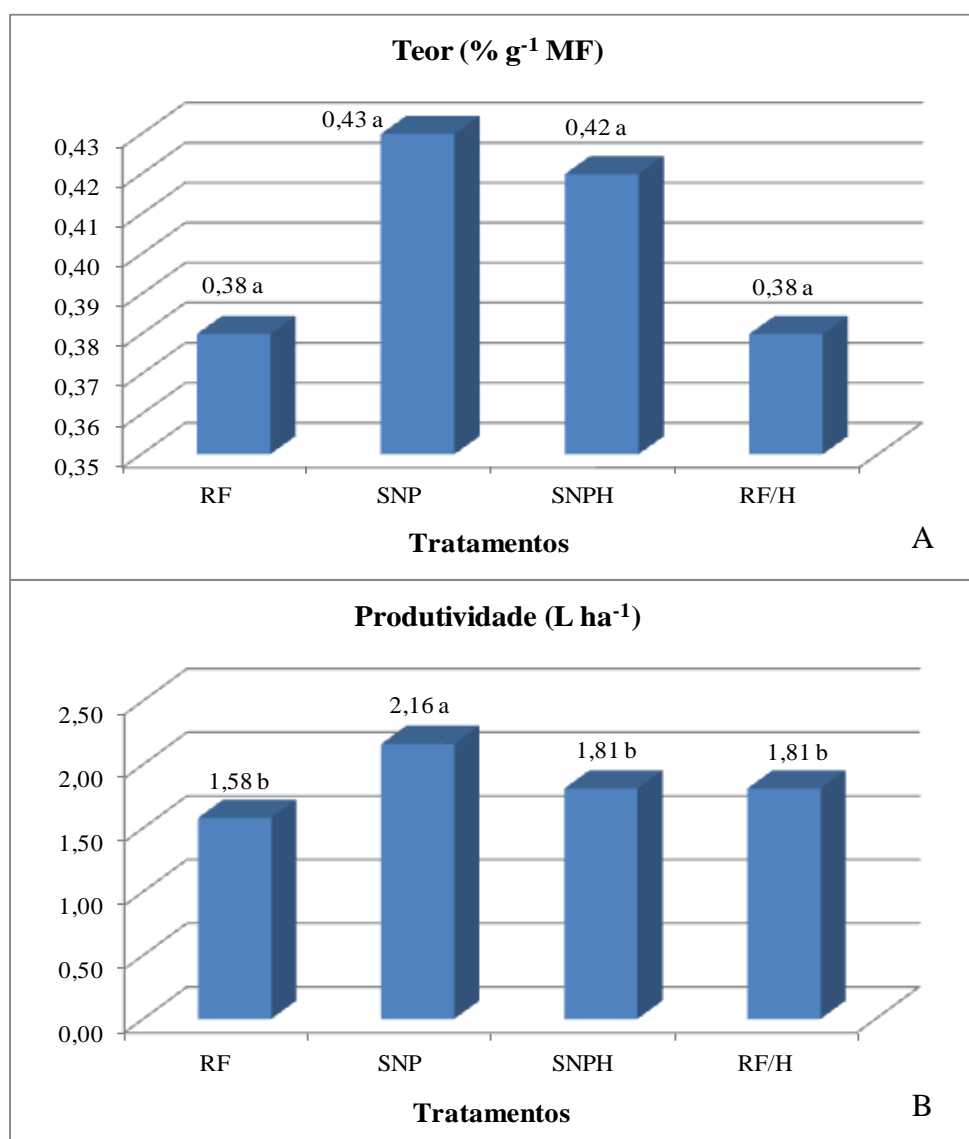 Teor (% g-1 MF)
0,43
0,42
0,41
0,40
0,39
0,38
0,37
0,36
0,35
0,38 a
0,43 a
0,42 a
0,38 a
RF SNP SNPH RF/H
Tratamentos
A
Produtividade (L ha-1)
2,50
2,00
1,50
1,00
0,50
0,00
1,58 b
2,16 a
1,81 b
1,81 b
RF SNP SNPH RF/H
Tratamentos
B